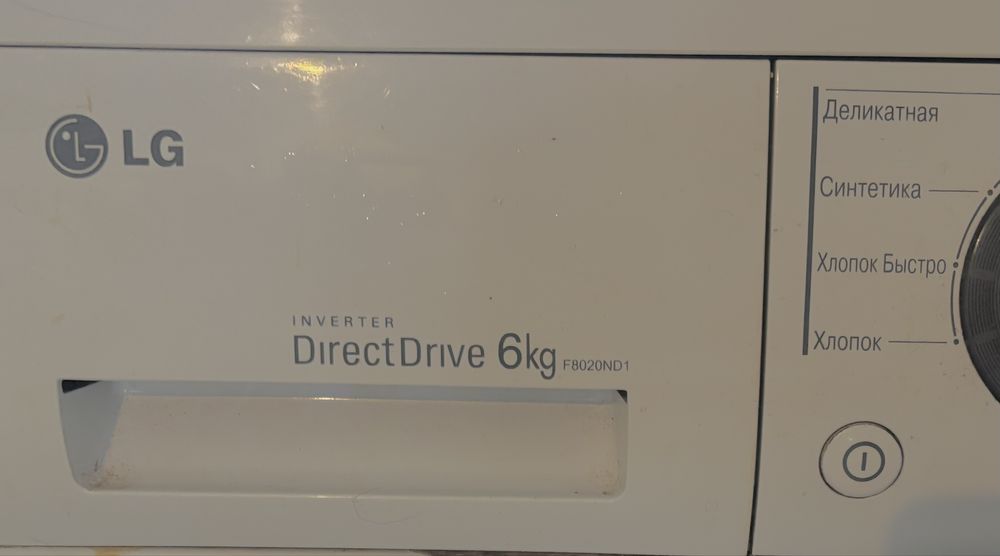 LG
INVERTER
DirectDrive 6kg F8020ND1
Деликатная
Синтетика
Хлопок Быстро
Хлопок